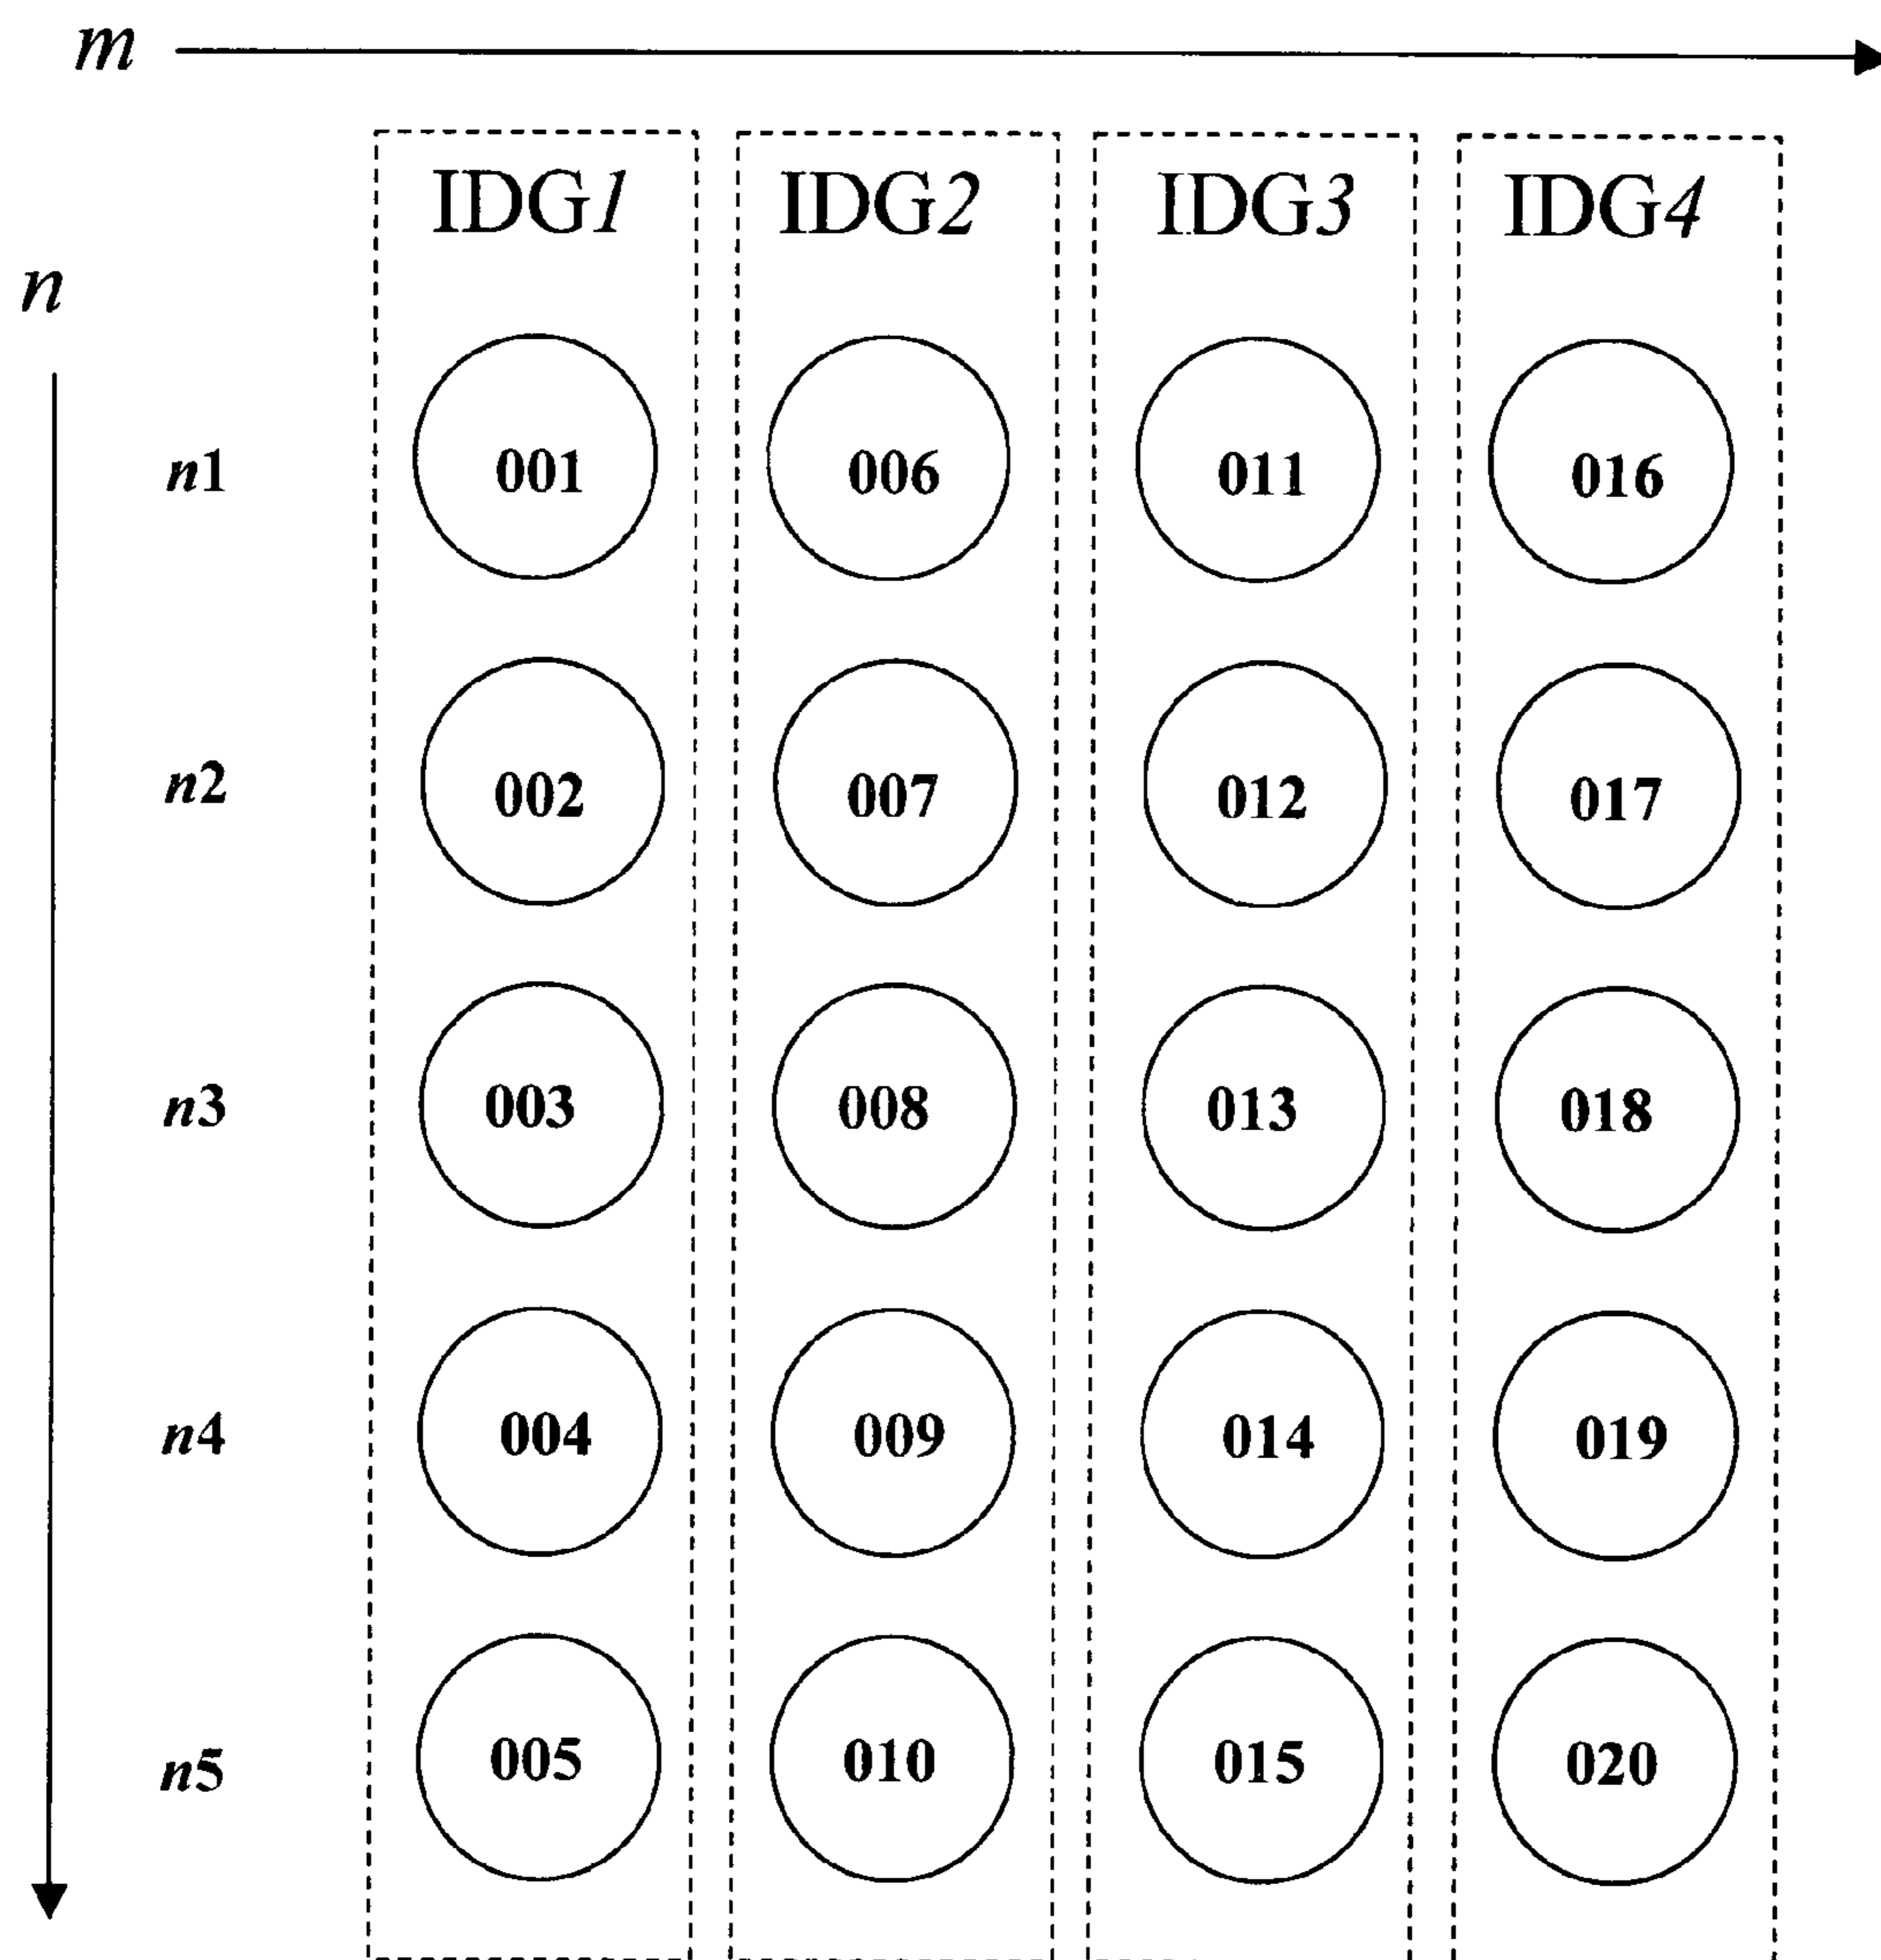 m
IDG1 IDG2 IDG3 IDG4
n
n1 001 006 011 016
n2 002 007 012 017
n3 003 008 013 018
n4 004 009 014 019
n5 005 010 015 020